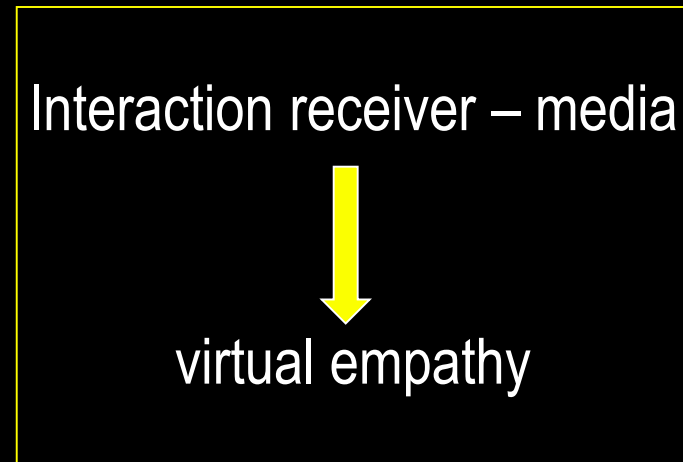 Interaction receiver – media
virtual empathy